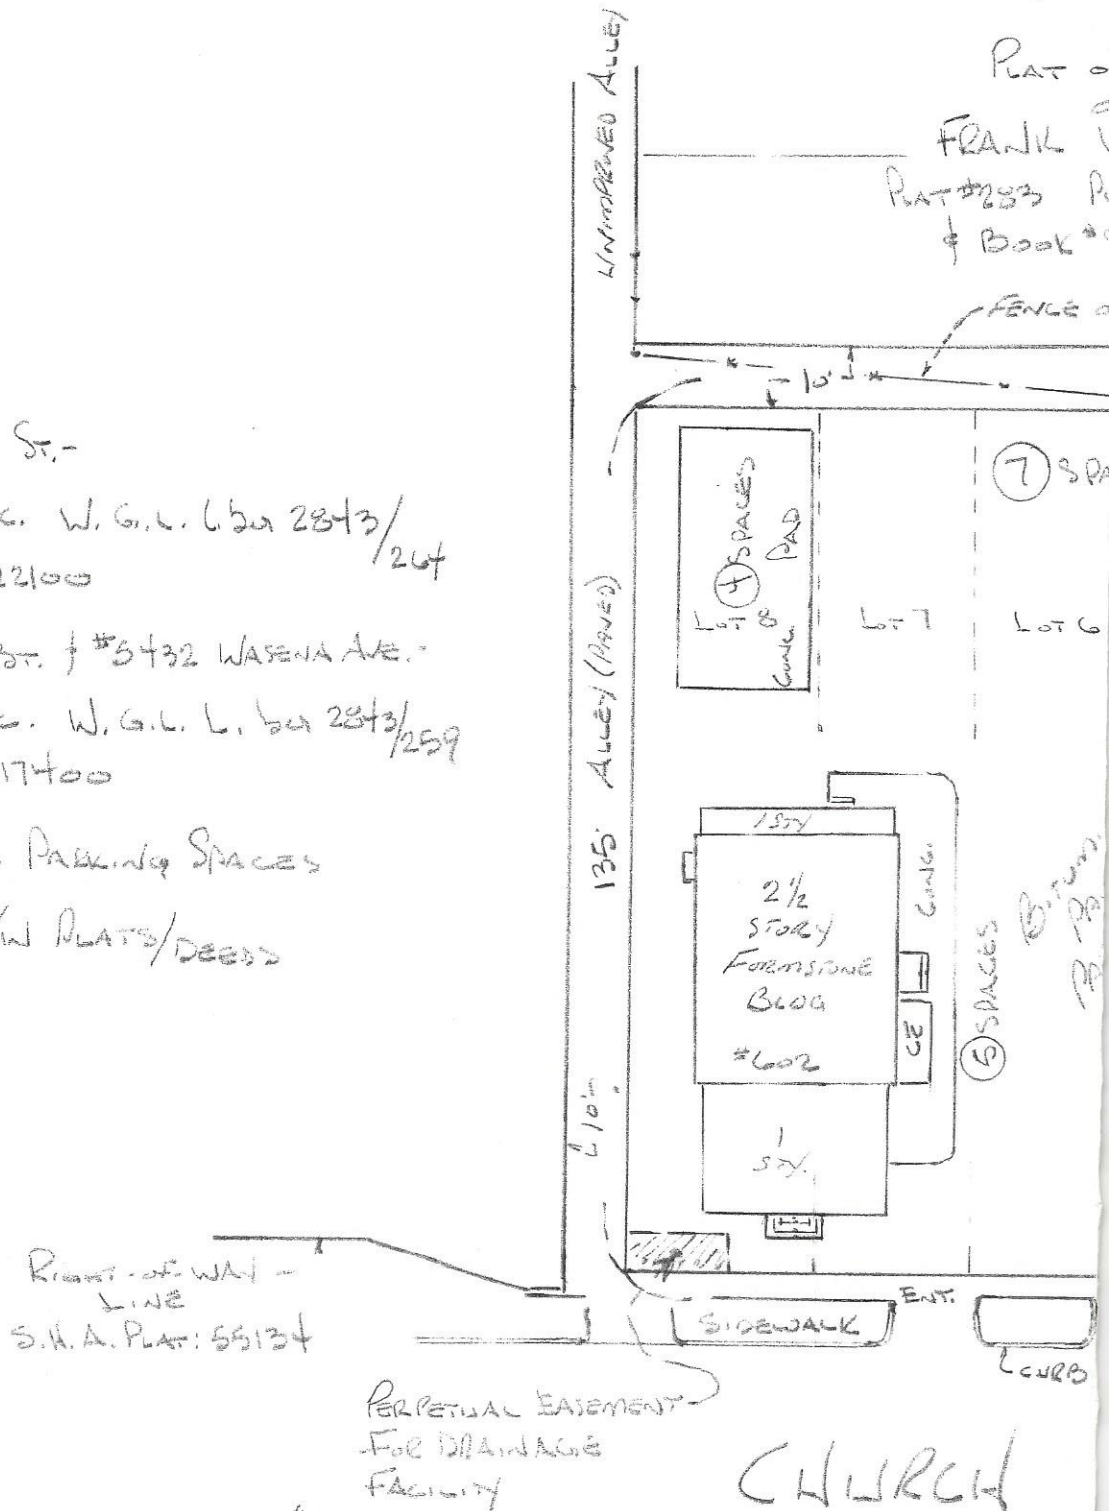 PLAT
FRANK
PLAT #283
& BOOK #
FENCE
UNIMPROVED ALLEY
10'
ST.-
W.G.L. Liber 2843/264
22100
ST. & #5432 WASENA AVE.-
W.G.L. Liber 2843/259
17400
PARKING SPACES
PLATS/DEEDS
135' ALLEY (PAVED)
10'
④ SPACES
CONC. PAD
LOT 8
LOT 7
LOT 6
⑦ SPA
1 STY
2 1/2
STORY
FORMSTONE
BLDG
#602
CONC.
CE
⑤ SPACES
BITUM.
1
STY.
RIGHT-OF-WAY -
LINE
S.H.A. PLAT: 55134
SIDEWALK
ENT.
CURB
PERPETUAL EASEMENT
FOR DRAINAGE
FACILITY
CHURCH